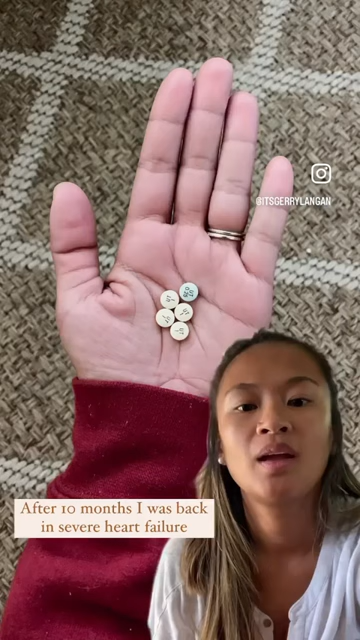 @ITSGERRYLANGAN
After 10 months I was back
in severe heart failure